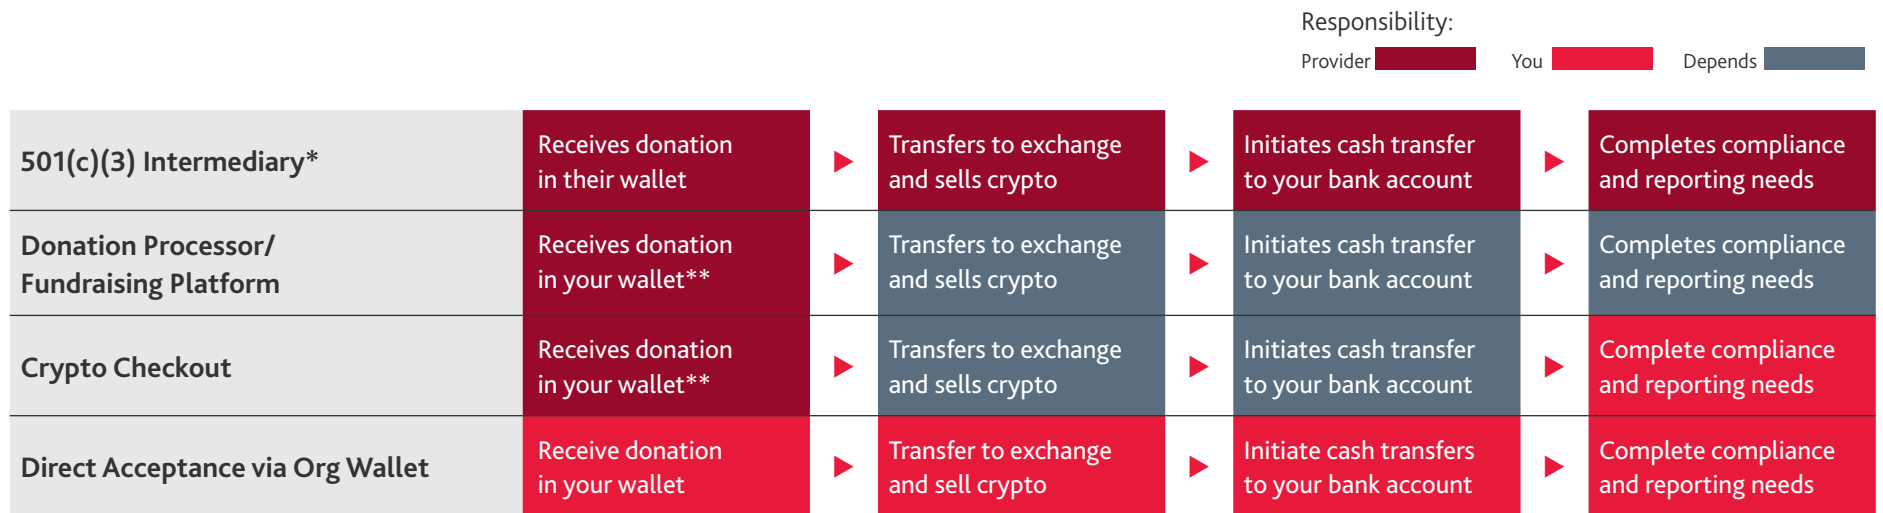 Responsibility:
Provider
You
Depends
501(c)(3) Intermediary*
Receives donation
in their wallet
Transfers to exchange
and sells crypto
Initiates cash transfer
to your bank account
Completes compliance
and reporting needs
Donation Processor/
Fundraising Platform
Receives donation
in your wallet**
Transfers to exchange
and sells crypto
Initiates cash transfer
to your bank account
Completes compliance
and reporting needs
Crypto Checkout
Receives donation
in your wallet**
Transfers to exchange
and sells crypto
Initiates cash transfer
to your bank account
Complete compliance
and reporting needs
Direct Acceptance via Org Wallet
Receive donation
in your wallet
Transfer to exchange
and sell crypto
Initiate cash transfers
to your bank account
Complete compliance
and reporting needs